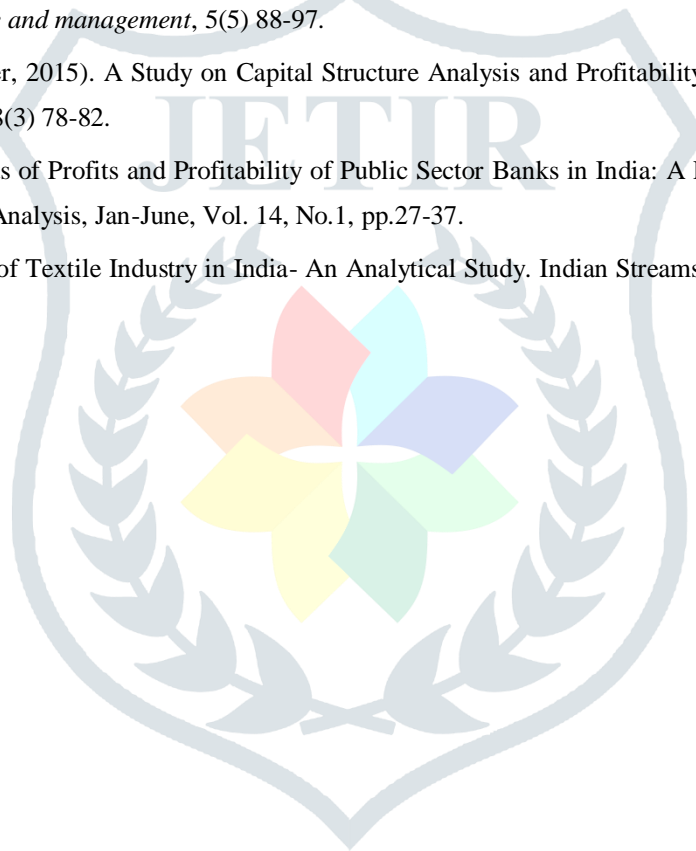 e and management, 5(5) 88-97.
er, 2015). A Study on Capital Structure Analysis and Profitability
8(3) 78-82.
s of Profits and Profitability of Public Sector Banks in India: A
Analysis, Jan-June, Vol. 14, No.1, pp.27-37.
of Textile Industry in India- An Analytical Study. Indian Streams
JETIR